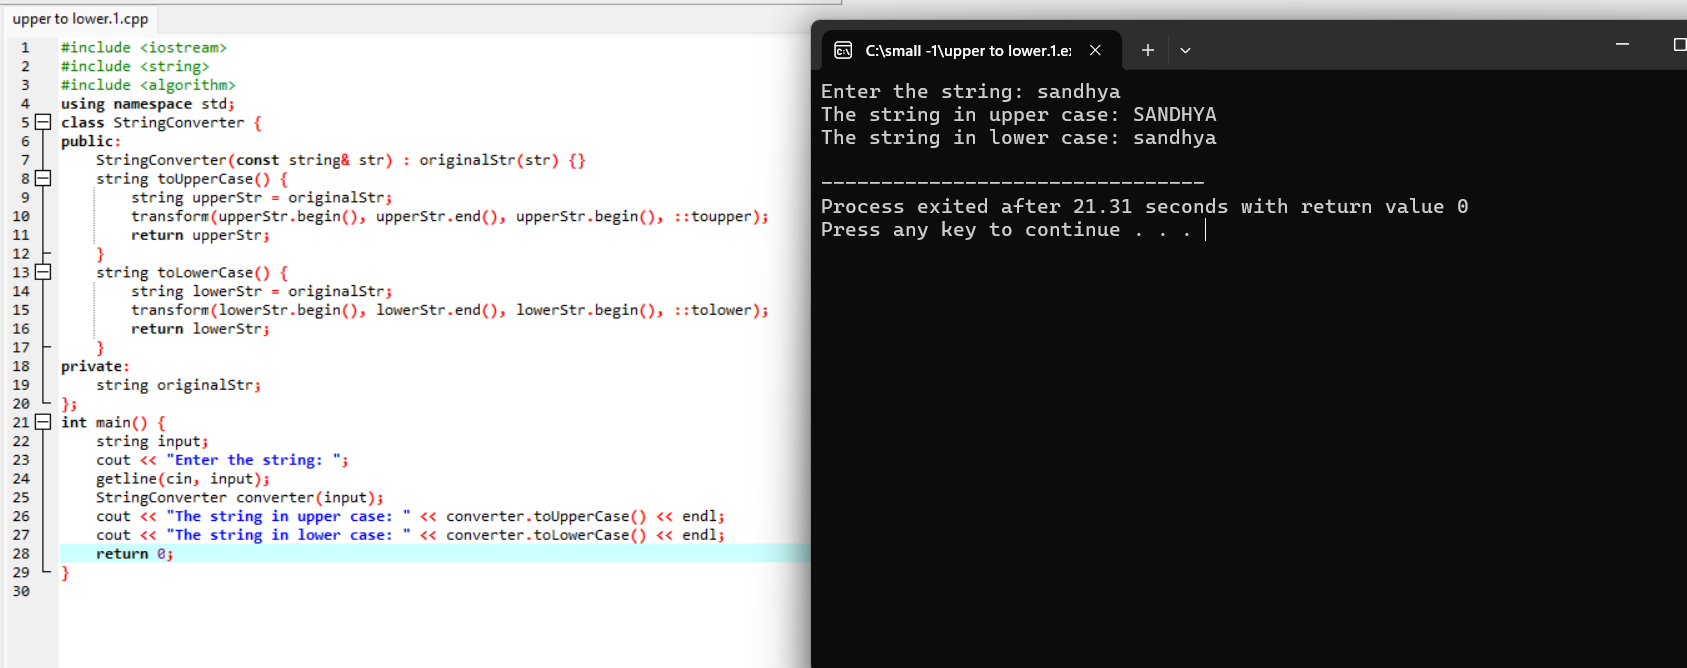 upper to lower.1.cpp
1 #include <iostream>
2 #include <string>
3 #include <algorithm>
4 using namespace std;
5 class StringConverter {
6 public:
7     StringConverter(const string& str) : originalStr(str) {}
8     string toUpperCase() {
9         string upperStr = originalStr;
10         transform(upperStr.begin(), upperStr.end(), upperStr.begin(), ::toupper);
11         return upperStr;
12     }
13     string toLowerCase() {
14         string lowerStr = originalStr;
15         transform(lowerStr.begin(), lowerStr.end(), lowerStr.begin(), ::tolower);
16         return lowerStr;
17     }
18 private:
19     string originalStr;
20 };
21 int main() {
22     string input;
23     cout << "Enter the string: ";
24     getline(cin, input);
25     StringConverter converter(input);
26     cout << "The string in upper case: " << converter.toUpperCase() << endl;
27     cout << "The string in lower case: " << converter.toLowerCase() << endl;
28     return 0;
29 }
30
C:\small -1\upper to lower.1.e
Enter the string: sandhya
The string in upper case: SANDHYA
The string in lower case: sandhya
--------------------------------
Process exited after 21.31 seconds with return value 0
Press any key to continue . . .